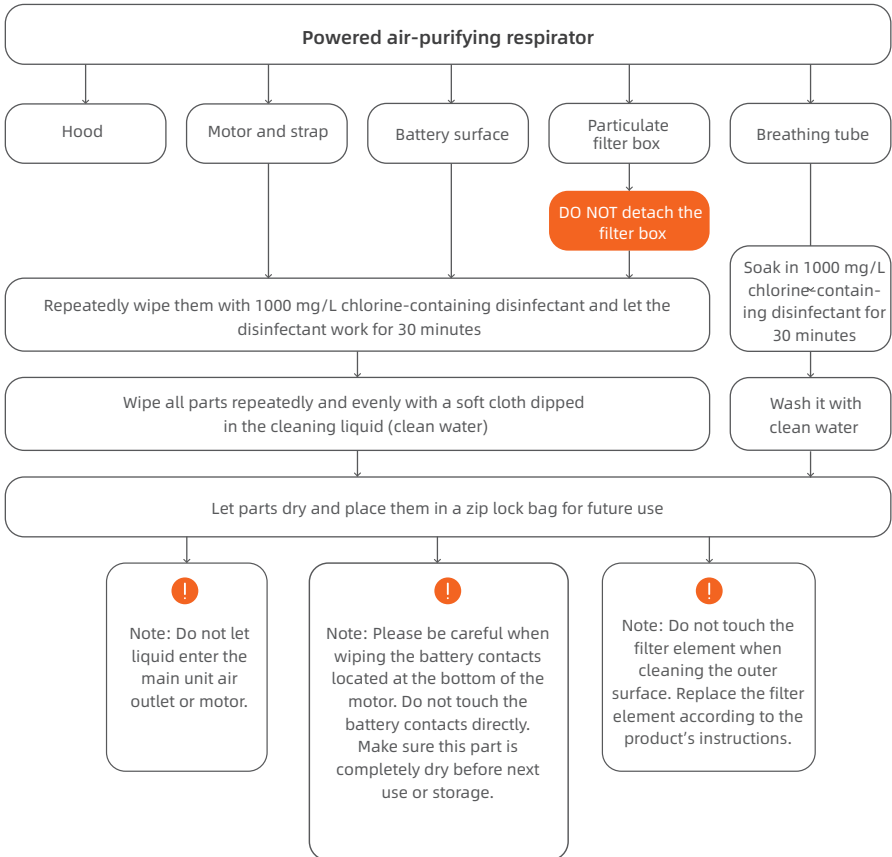 Powered air-purifying respirator
Hood
Motor and strap
Battery surface
Particulate
filter box
Breathing tube
DO NOT detach the
filter box
Repeatedly wipe them with 1000 mg/L chlorine-containing disinfectant and let the
disinfectant work for 30 minutes
Soak in 1000 mg/L
chlorine-contain-
ing disinfectant for
30 minutes
Wipe all parts repeatedly and evenly with a soft cloth dipped
in the cleaning liquid (clean water)
Wash it with
clean water
Let parts dry and place them in a zip lock bag for future use
!
Note: Do not let
liquid enter the
main unit air
outlet or motor.
!
Note: Please be careful when
wiping the battery contacts
located at the bottom of the
motor. Do not touch the
battery contacts directly.
Make sure this part is
completely dry before next
use or storage.
!
Note: Do not touch the
filter element when
cleaning the outer
surface. Replace the filter
element according to the
product's instructions.